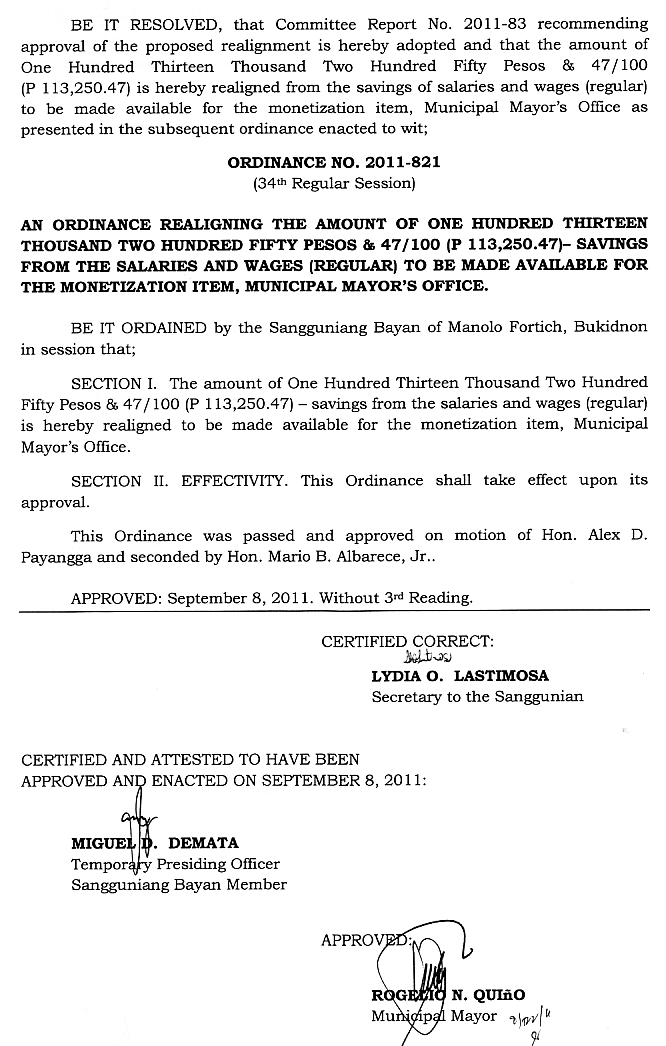 BE IT RESOLVED, that Committee Report No. 2011-83 recommending
approval of the proposed realignment is hereby adopted and that the amount of
One Hundred Thirteen Thousand Two Hundred Fifty Pesos & 47/100
(P 113,250.47) is hereby realigned from the savings of salaries and wages (regular)
to be made available for the monetization item, Municipal Mayor's Office as
presented in the subsequent ordinance enacted to wit;
ORDINANCE NO. 2011-821
(34th Regular Session)
AN ORDINANCE REALIGNING THE AMOUNT OF ONE HUNDRED THIRTEEN
THOUSAND TWO HUNDRED FIFTY PESOS & 47/100 (P 113,250.47)– SAVINGS
FROM THE SALARIES AND WAGES (REGULAR) TO BE MADE AVAILABLE FOR
THE MONETIZATION ITEM, MUNICIPAL MAYOR'S OFFICE.
BE IT ORDAINED by the Sangguniang Bayan of Manolo Fortich, Bukidnon
in session that;
SECTION I. The amount of One Hundred Thirteen Thousand Two Hundred
Fifty Pesos & 47/100 (P 113,250.47) – savings from the salaries and wages (regular)
is hereby realigned to be made available for the monetization item, Municipal
Mayor's Office.
SECTION II. EFFECTIVITY. This Ordinance shall take effect upon its
approval.
This Ordinance was passed and approved on motion of Hon. Alex D.
Payangga and seconded by Hon. Mario B. Albarece, Jr..
APPROVED: September 8, 2011. Without 3rd Reading.
CERTIFIED CORRECT:
LYDIA O. LASTIMOSA
Secretary to the Sanggunian
CERTIFIED AND ATTESTED TO HAVE BEEN
APPROVED AND ENACTED ON SEPTEMBER 8, 2011:
MIGUEL D. DEMATA
Temporary Presiding Officer
Sangguniang Bayan Member
APPROVED:
ROGELIO N. QUIñO
Municipal Mayor